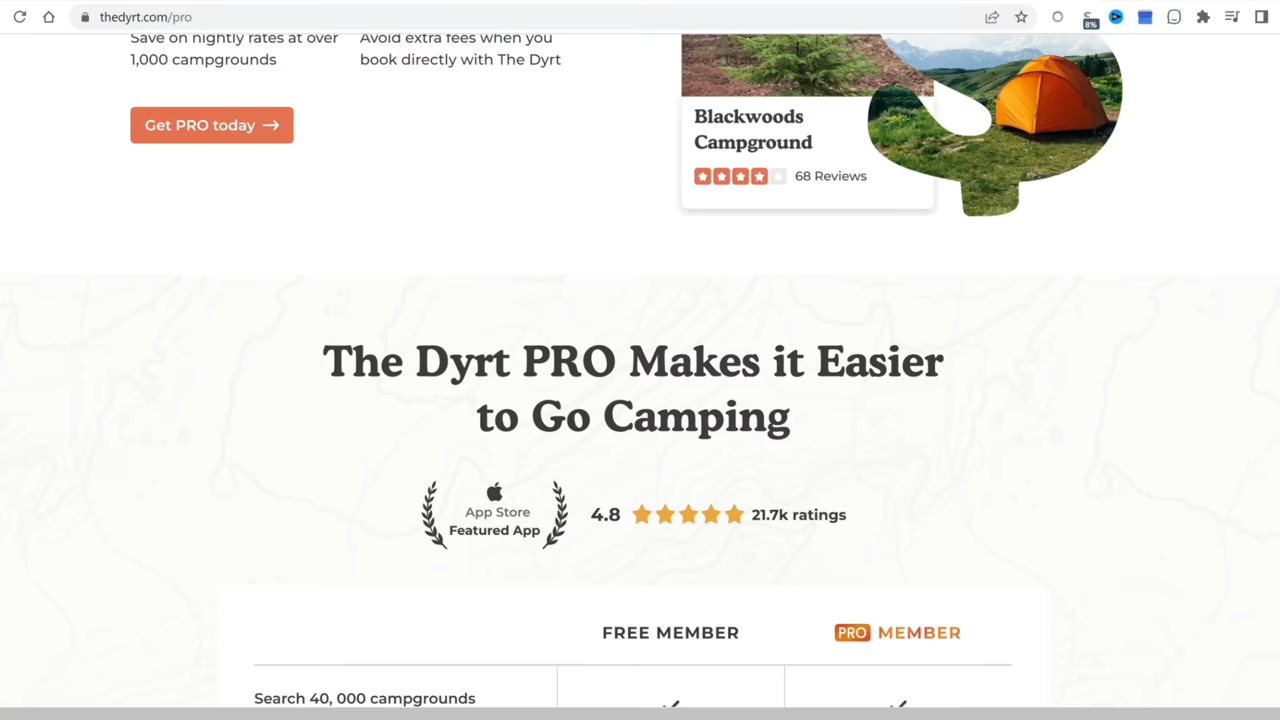 thedyrt.com/pro
8%
Save on nightly rates at over
1,000 campgrounds
Avoid extra fees when you
book directly with The Dyrt
Get PRO today
Blackwoods
Campground
68 Reviews
The Dyrt PRO Makes it Easier
to Go Camping
App Store
Featured App
4.8
21.7k ratings
FREE MEMBER
PRO MEMBER
Search 40, 000 campgrounds